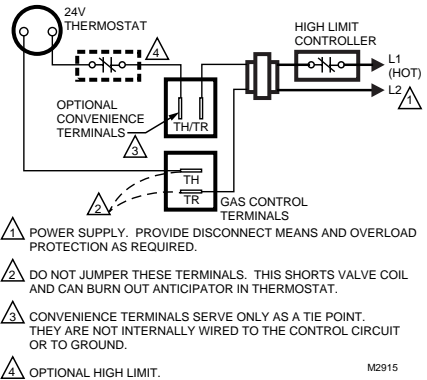 24V
THERMOSTAT
4
HIGH LIMIT
CONTROLLER
L1
(HOT)
L2
1
OPTIONAL
CONVENIENCE
TERMINALS
TH/TR
3
TH
TR
2
GAS CONTROL
TERMINALS
1 POWER SUPPLY. PROVIDE DISCONNECT MEANS AND OVERLOAD
PROTECTION AS REQUIRED.
2 DO NOT JUMPER THESE TERMINALS. THIS SHORTS VALVE COIL
AND CAN BURN OUT ANTICIPATOR IN THERMOSTAT.
3 CONVENIENCE TERMINALS SERVE ONLY AS A TIE POINT.
THEY ARE NOT INTERNALLY WIRED TO THE CONTROL CIRCUIT
OR TO GROUND.
4 OPTIONAL HIGH LIMIT.
M2915